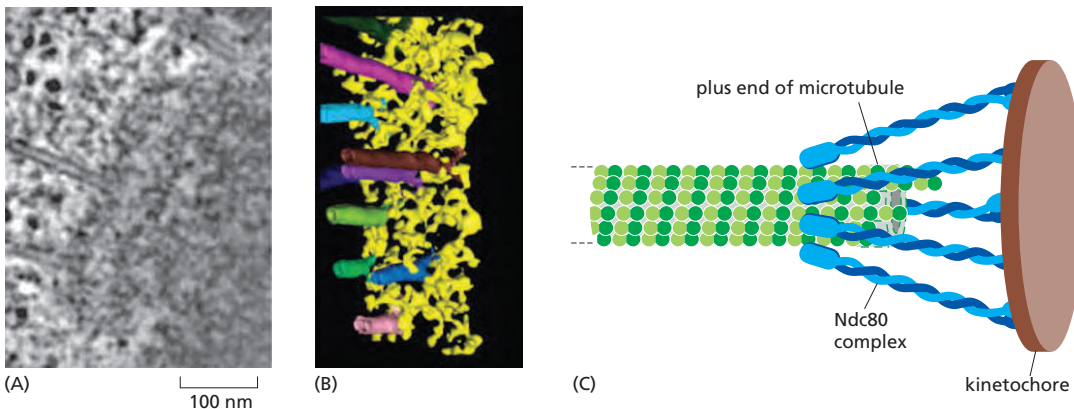 plus end of microtubule
Ndc80
complex
kinetochore
(A)
100 nm
(B)
(C)